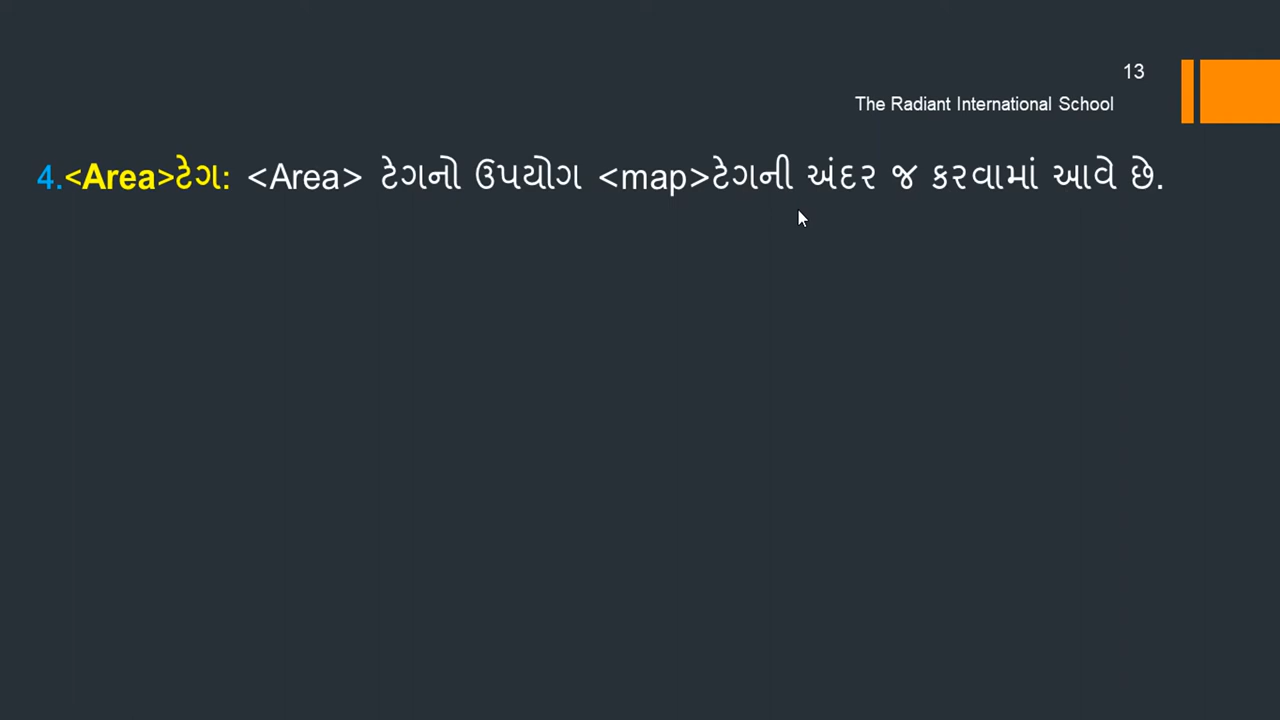 13
The Radiant International School
4.<Area>ટેગ: <Area> ટેગનો ઉપયોગ <map>ટેગની અંદર જ કરવામાં આવે છે.